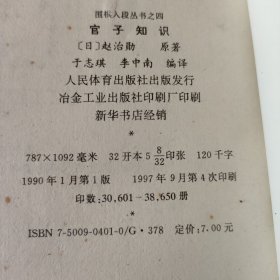 围棋入段丛书之四
官子知识
〔日〕赵治勋 原著
于志琪 李中南 编译
人民体育出版社出版发行
冶金工业出版社印刷厂印刷
新华书店经销
*
787×1092毫米 32开本 5 8/32印张 120千字
1990年1月第1版 1997年9月第4次印刷
印数:30,601—38,650册
*
ISBN 7-5009-0401-0/G·378 定价:7.00元